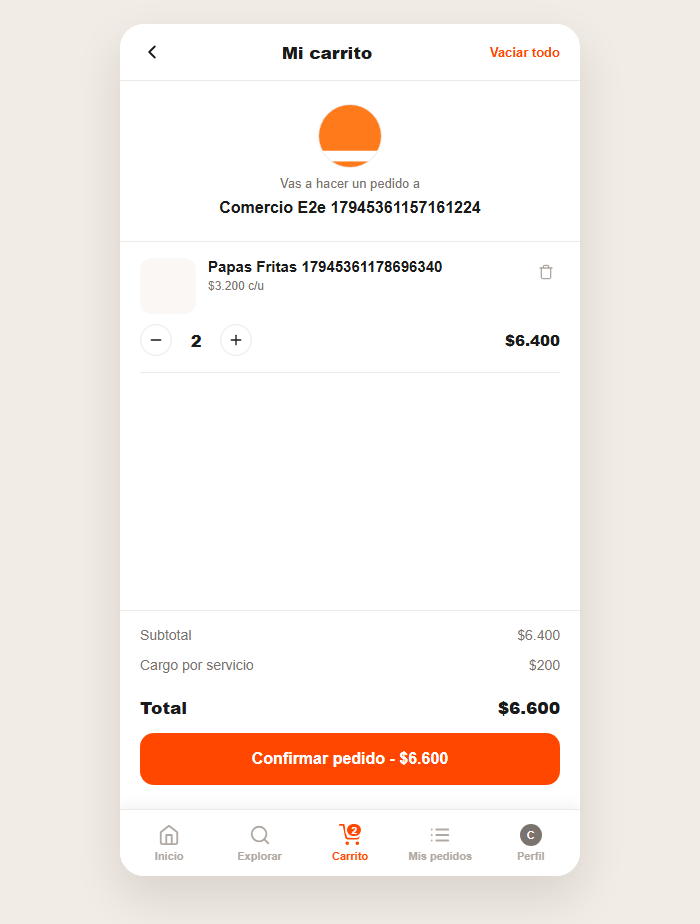 Mi carrito
Vaciar todo
Vas a hacer un pedido a
Comercio E2e 17945361157161224
Papas Fritas 17945361178696340
$3.200 c/u
2
$6.400
Subtotal
$6.400
Cargo por servicio
$200
Total
$6.600
Confirmar pedido - $6.600
2
C
Inicio
Explorar
Carrito
Mis pedidos
Perfil